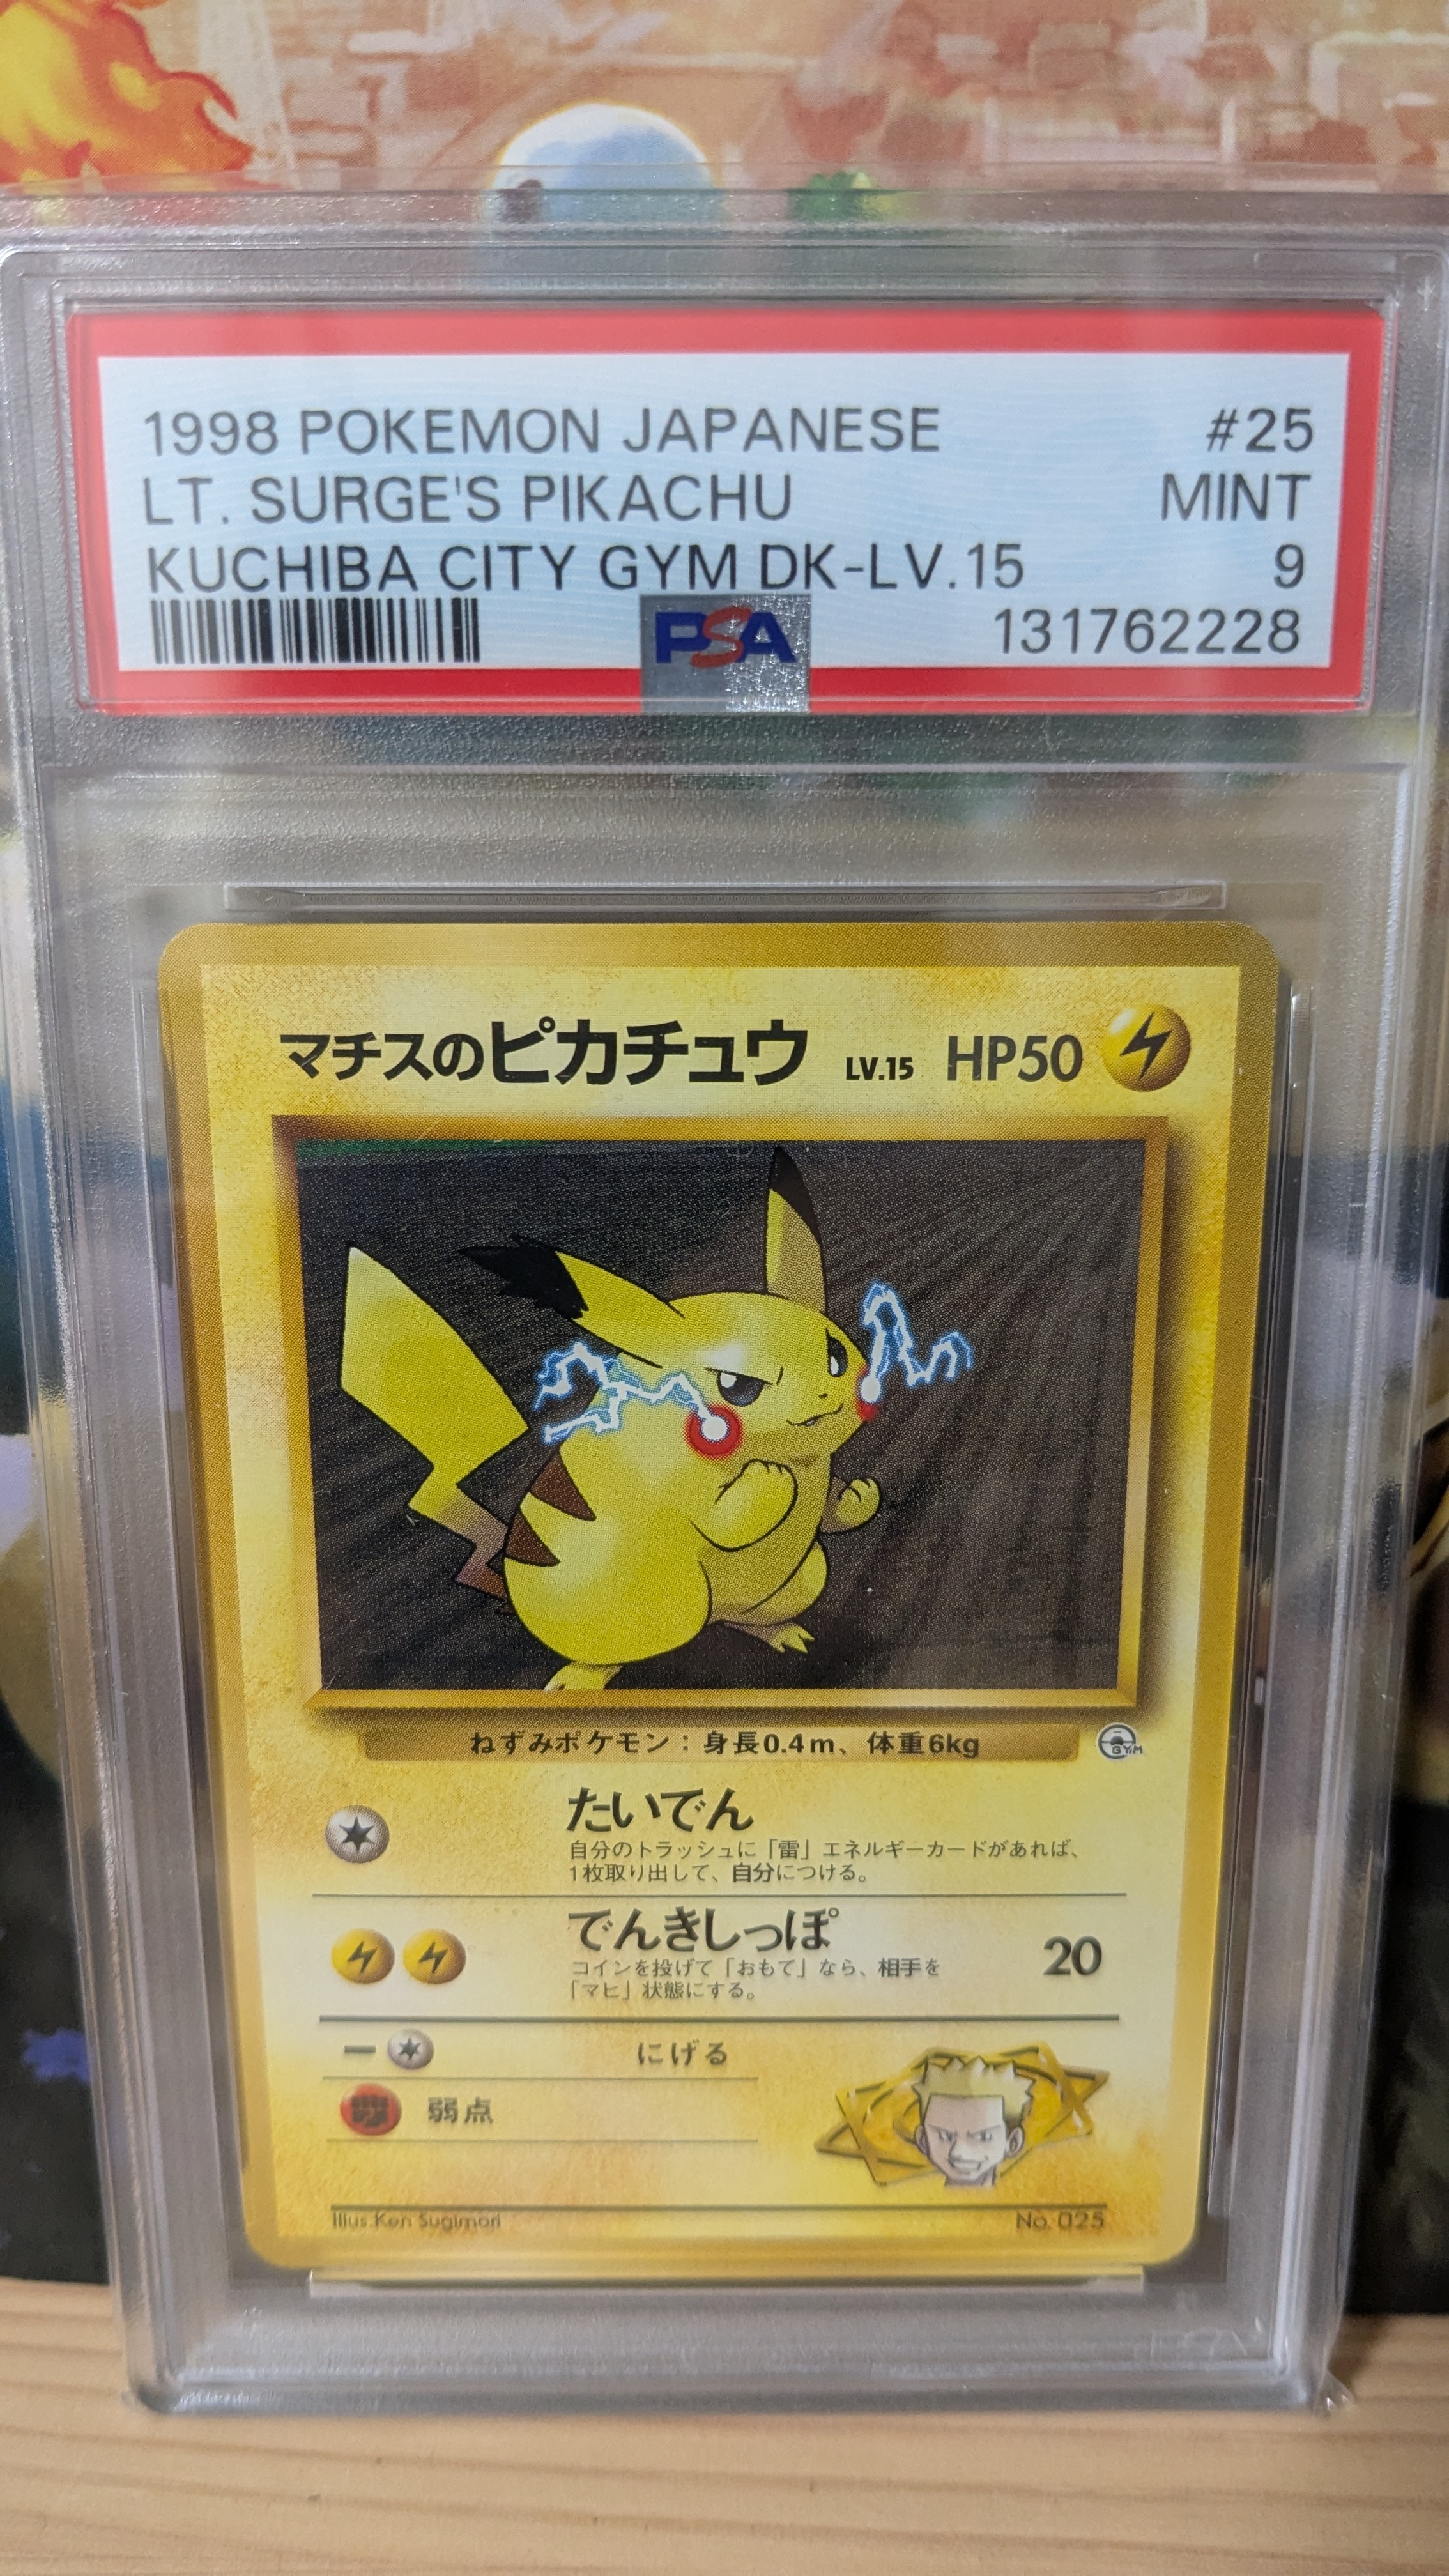 1998 POKEMON JAPANESE #25
LT. SURGE'S PIKACHU MINT
KUCHIBA CITY GYM DK-LV.15 9
PSA 131762228
マチスのピカチュウ LV.15 HP50
ねずみポケモン：身長0.4m、体重6kg
GYM
たいでん
自分のトラッシュに「雷」エネルギーカードがあれば、
1枚取り出して、自分につける。
でんきしっぽ 20
コインを投げて「おもて」なら、相手を
「マヒ」状態にする。
にげる
弱点
Illus.Ken Sugimori No. 025